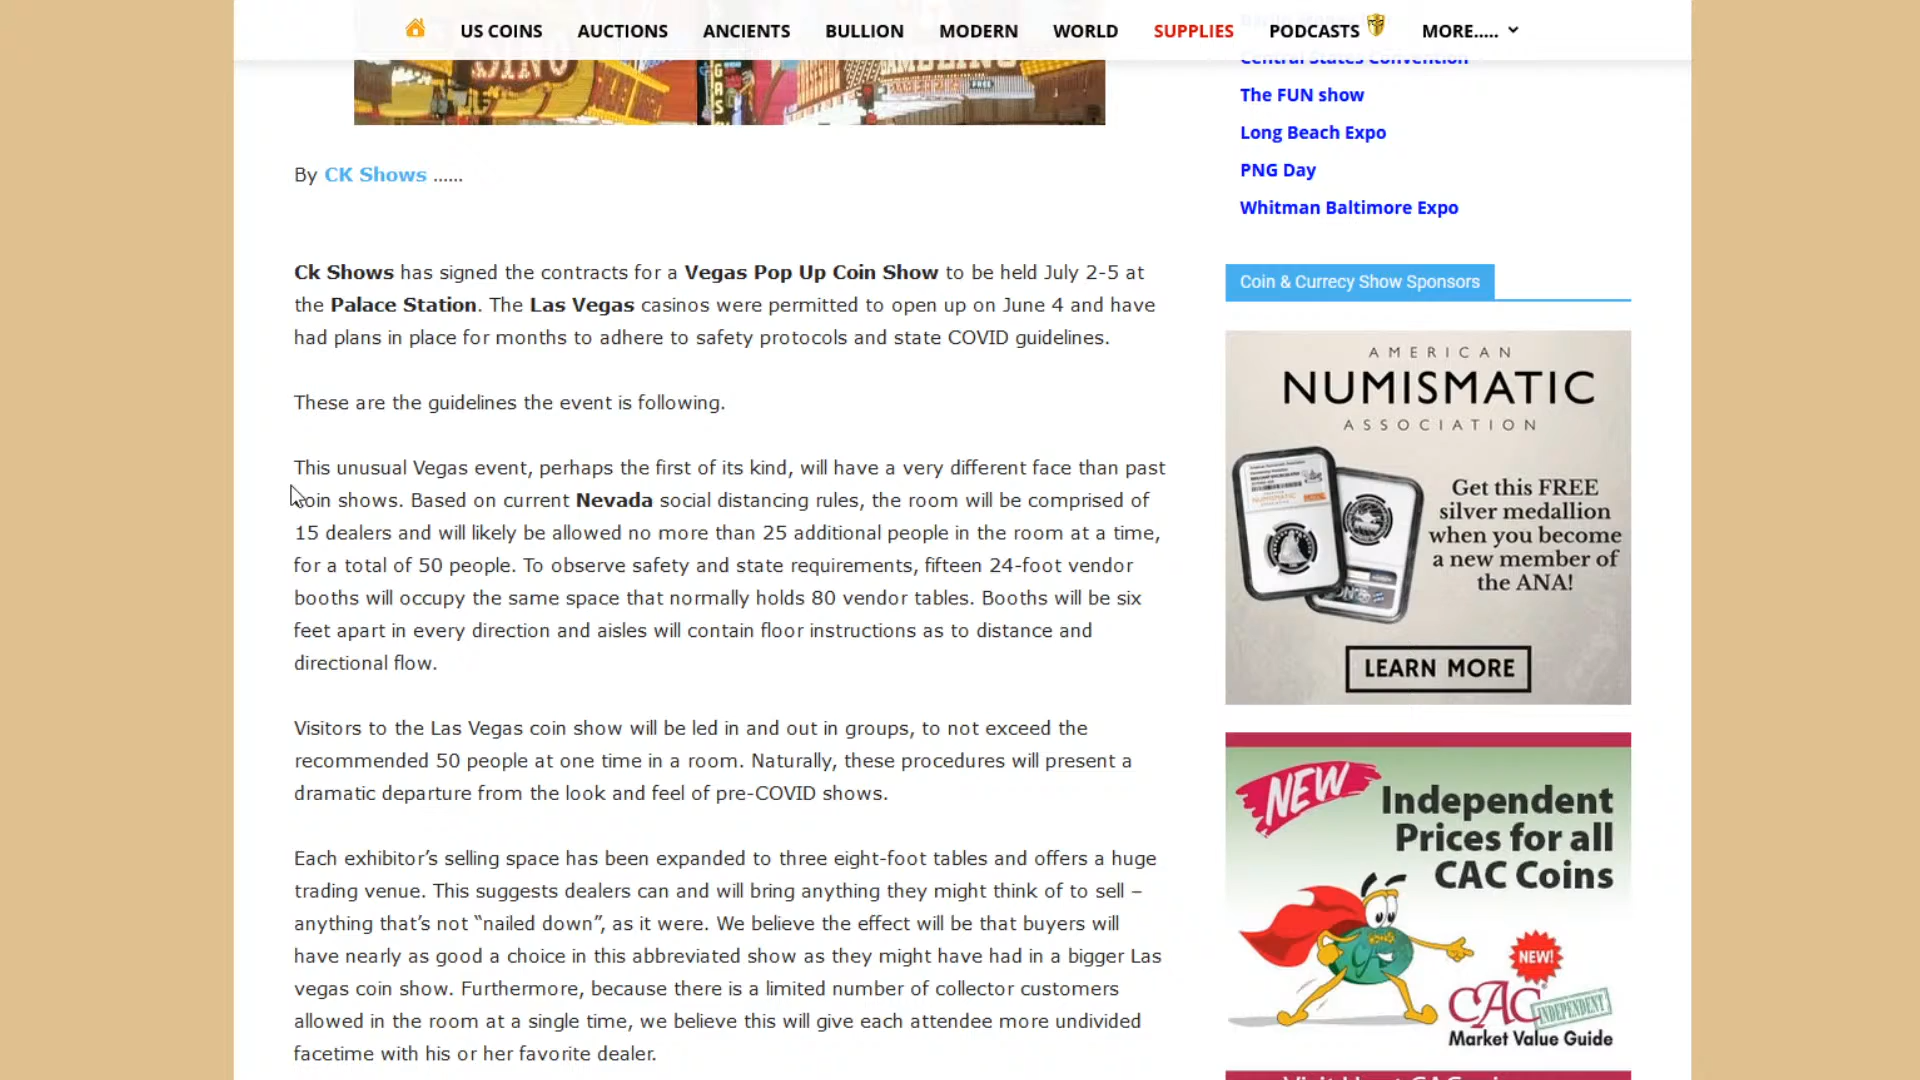 US COINS AUCTIONS ANCIENTS BULLION MODERN WORLD SUPPLIES PODCASTS MORE.....
FREE
Central States Convention
The FUN show
Long Beach Expo
PNG Day
Whitman Baltimore Expo
By CK Shows ......
Ck Shows has signed the contracts for a Vegas Pop Up Coin Show to be held July 2-5 at
the Palace Station. The Las Vegas casinos were permitted to open up on June 4 and have
had plans in place for months to adhere to safety protocols and state COVID guidelines.
These are the guidelines the event is following.
This unusual Vegas event, perhaps the first of its kind, will have a very different face than past
coin shows. Based on current Nevada social distancing rules, the room will be comprised of
15 dealers and will likely be allowed no more than 25 additional people in the room at a time,
for a total of 50 people. To observe safety and state requirements, fifteen 24-foot vendor
booths will occupy the same space that normally holds 80 vendor tables. Booths will be six
feet apart in every direction and aisles will contain floor instructions as to distance and
directional flow.
Visitors to the Las Vegas coin show will be led in and out in groups, to not exceed the
recommended 50 people at one time in a room. Naturally, these procedures will present a
dramatic departure from the look and feel of pre-COVID shows.
Each exhibitor’s selling space has been expanded to three eight-foot tables and offers a huge
trading venue. This suggests dealers can and will bring anything they might think of to sell –
anything that’s not “nailed down”, as it were. We believe the effect will be that buyers will
have nearly as good a choice in this abbreviated show as they might have had in a bigger Las
vegas coin show. Furthermore, because there is a limited number of collector customers
allowed in the room at a single time, we believe this will give each attendee more undivided
facetime with his or her favorite dealer.
Coin & Currecy Show Sponsors
AMERICAN
NUMISMATIC
ASSOCIATION
Get this FREE
silver medallion
when you become
a new member of
the ANA!
LEARN MORE
NEW
Independent
Prices for all
CAC Coins
NEW!
CAC
INDEPENDENT
Market Value Guide